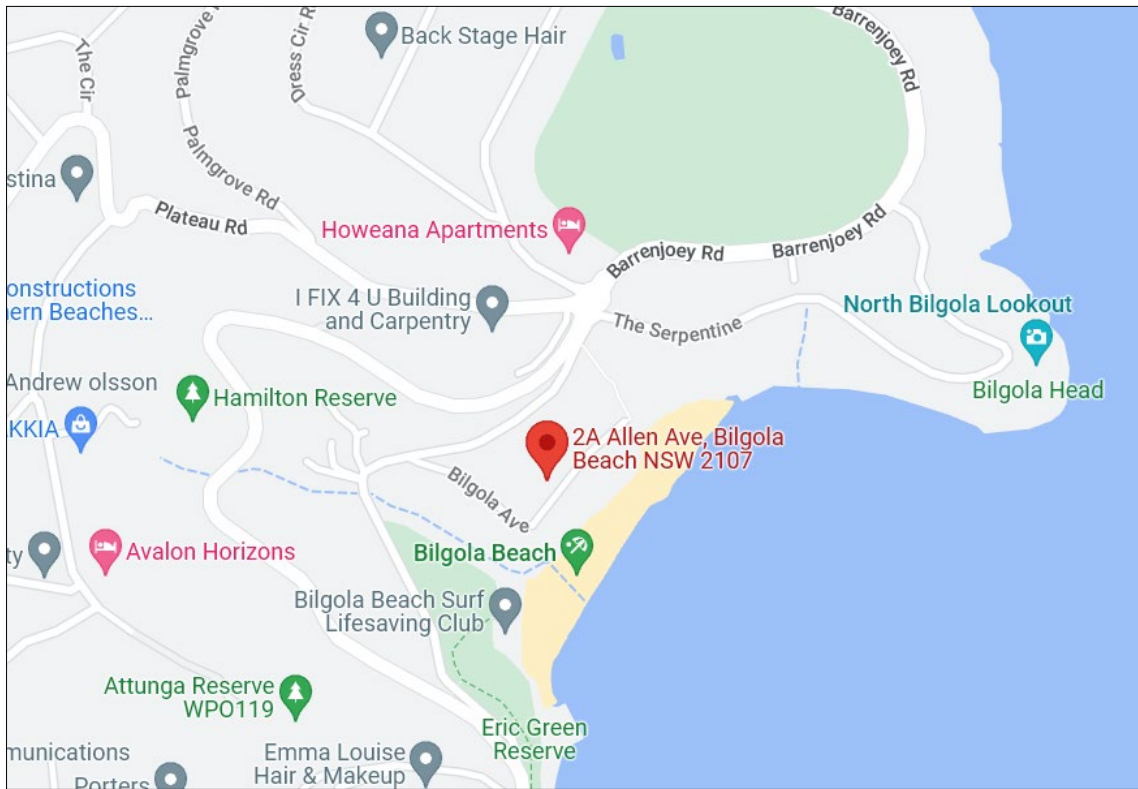 Barrenjoey Rd
Back Stage Hair
The Cir
Palmgrove Rd
Dress Cir R
Barrenjoey Rd
Palmgrove Rd
stina
Plateau Rd
Howeana Apartments
Barrenjoey Rd
Barrenjoey Rd
onstructions
ern Beaches...
I FIX 4 U Building
and Carpentry
The Serpentine
North Bilgola Lookout
Bilgola Head
Andrew olsson
Hamilton Reserve
KKIA
2A Allen Ave, Bilgola
Beach NSW 2107
Bilgola Ave
ty
Avalon Horizons
Bilgola Beach
Bilgola Beach Surf
Lifesaving Club
Attunga Reserve
WPO119
Eric Green
Reserve
munications
Porters
Emma Louise
Hair & Makeup